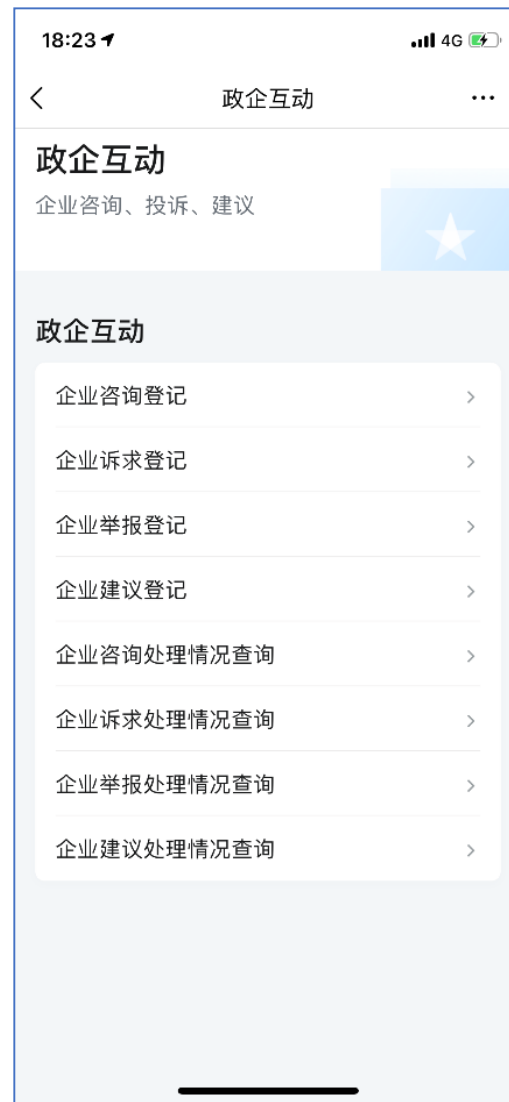 18:23
4G
政企互动
政企互动
企业咨询、投诉、建议
政企互动
企业咨询登记
企业诉求登记
企业举报登记
企业建议登记
企业咨询处理情况查询
企业诉求处理情况查询
企业举报处理情况查询
企业建议处理情况查询